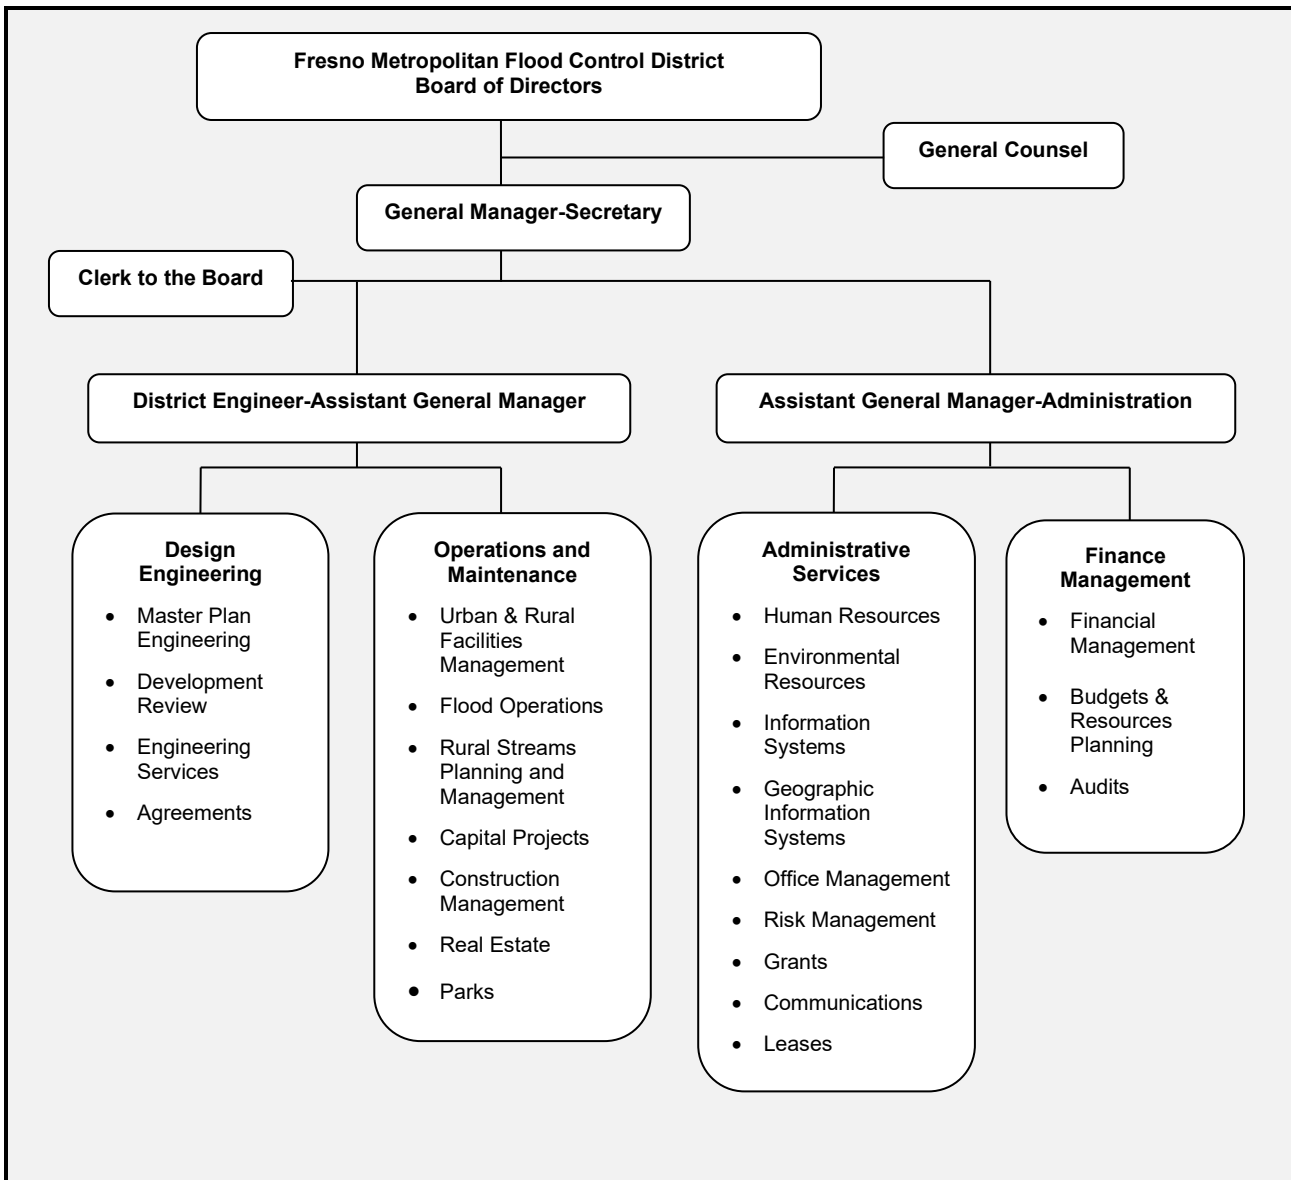 Fresno Metropolitan Flood Control District
Board of Directors
General Counsel
General Manager-Secretary
Clerk to the Board
District Engineer-Assistant General Manager
Assistant General Manager-Administration
Design
Engineering
• Master Plan
Engineering
• Development
Review
• Engineering
Services
• Agreements
Operations and
Maintenance
• Urban & Rural
Facilities
Management
• Flood Operations
• Rural Streams
Planning and
Management
• Capital Projects
• Construction
Management
• Real Estate
• Parks
Administrative
Services
• Human Resources
• Environmental
Resources
• Information
Systems
• Geographic
Information
Systems
• Office Management
• Risk Management
• Grants
• Communications
• Leases
Finance
Management
• Financial
Management
• Budgets &
Resources
Planning
• Audits